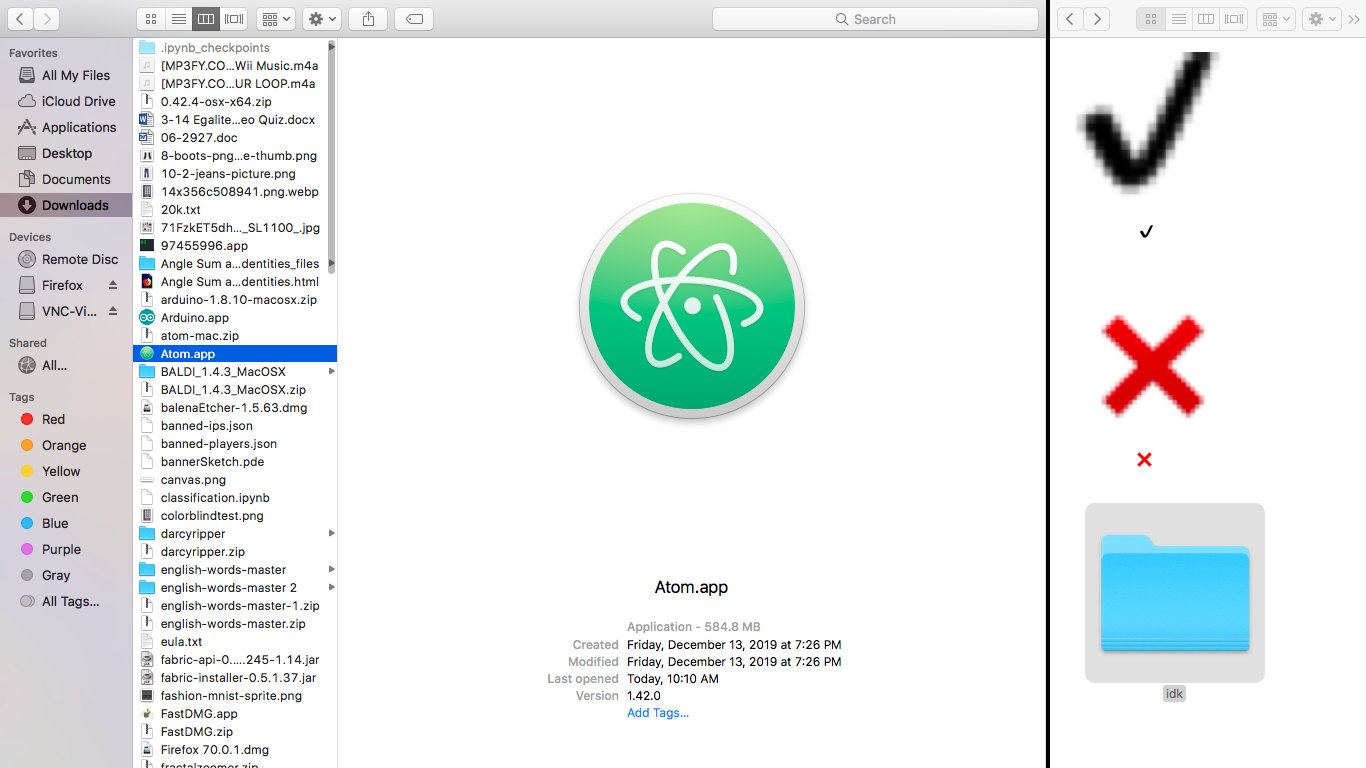 Search
Favorites
All My Files
iCloud Drive
Applications
Desktop
Documents
Downloads
Devices
Remote Disc
Firefox
VNC-Vi...
Shared
All...
Tags
Red
Orange
Yellow
Green
Blue
Purple
Gray
All Tags...
.ipynb_checkpoints
[MP3FY.CO...Wii Music.m4a
[MP3FY.CO...UR LOOP.m4a
0.42.4-osx-x64.zip
3-14 Egalite...eo Quiz.docx
06-2927.doc
8-boots-png...e-thumb.png
10-2-jeans-picture.png
14x356c508941.png.webp
20k.txt
71FzkET5dh..._SL1100_.jpg
97455996.app
Angle Sum a...dentities_files
Angle Sum a...dentities.html
arduino-1.8.10-macosx.zip
Arduino.app
atom-mac.zip
Atom.app
BALDI_1.4.3_MacOSX
BALDI_1.4.3_MacOSX.zip
balenaEtcher-1.5.63.dmg
banned-ips.json
banned-players.json
bannerSketch.pde
canvas.png
classification.ipynb
colorblindtest.png
darcyripper
darcyripper.zip
english-words-master
english-words-master 2
english-words-master-1.zip
english-words-master.zip
eula.txt
fabric-api-0.....245-1.14.jar
fabric-installer-0.5.1.37.jar
fashion-mnist-sprite.png
FastDMG.app
FastDMG.zip
Firefox 70.0.1.dmg
fractalzoomer.zip
Atom.app
Application - 584.8 MB
Created Friday, December 13, 2019 at 7:26 PM
Modified Friday, December 13, 2019 at 7:26 PM
Last opened Today, 10:10 AM
Version 1.42.0
Add Tags...
idk